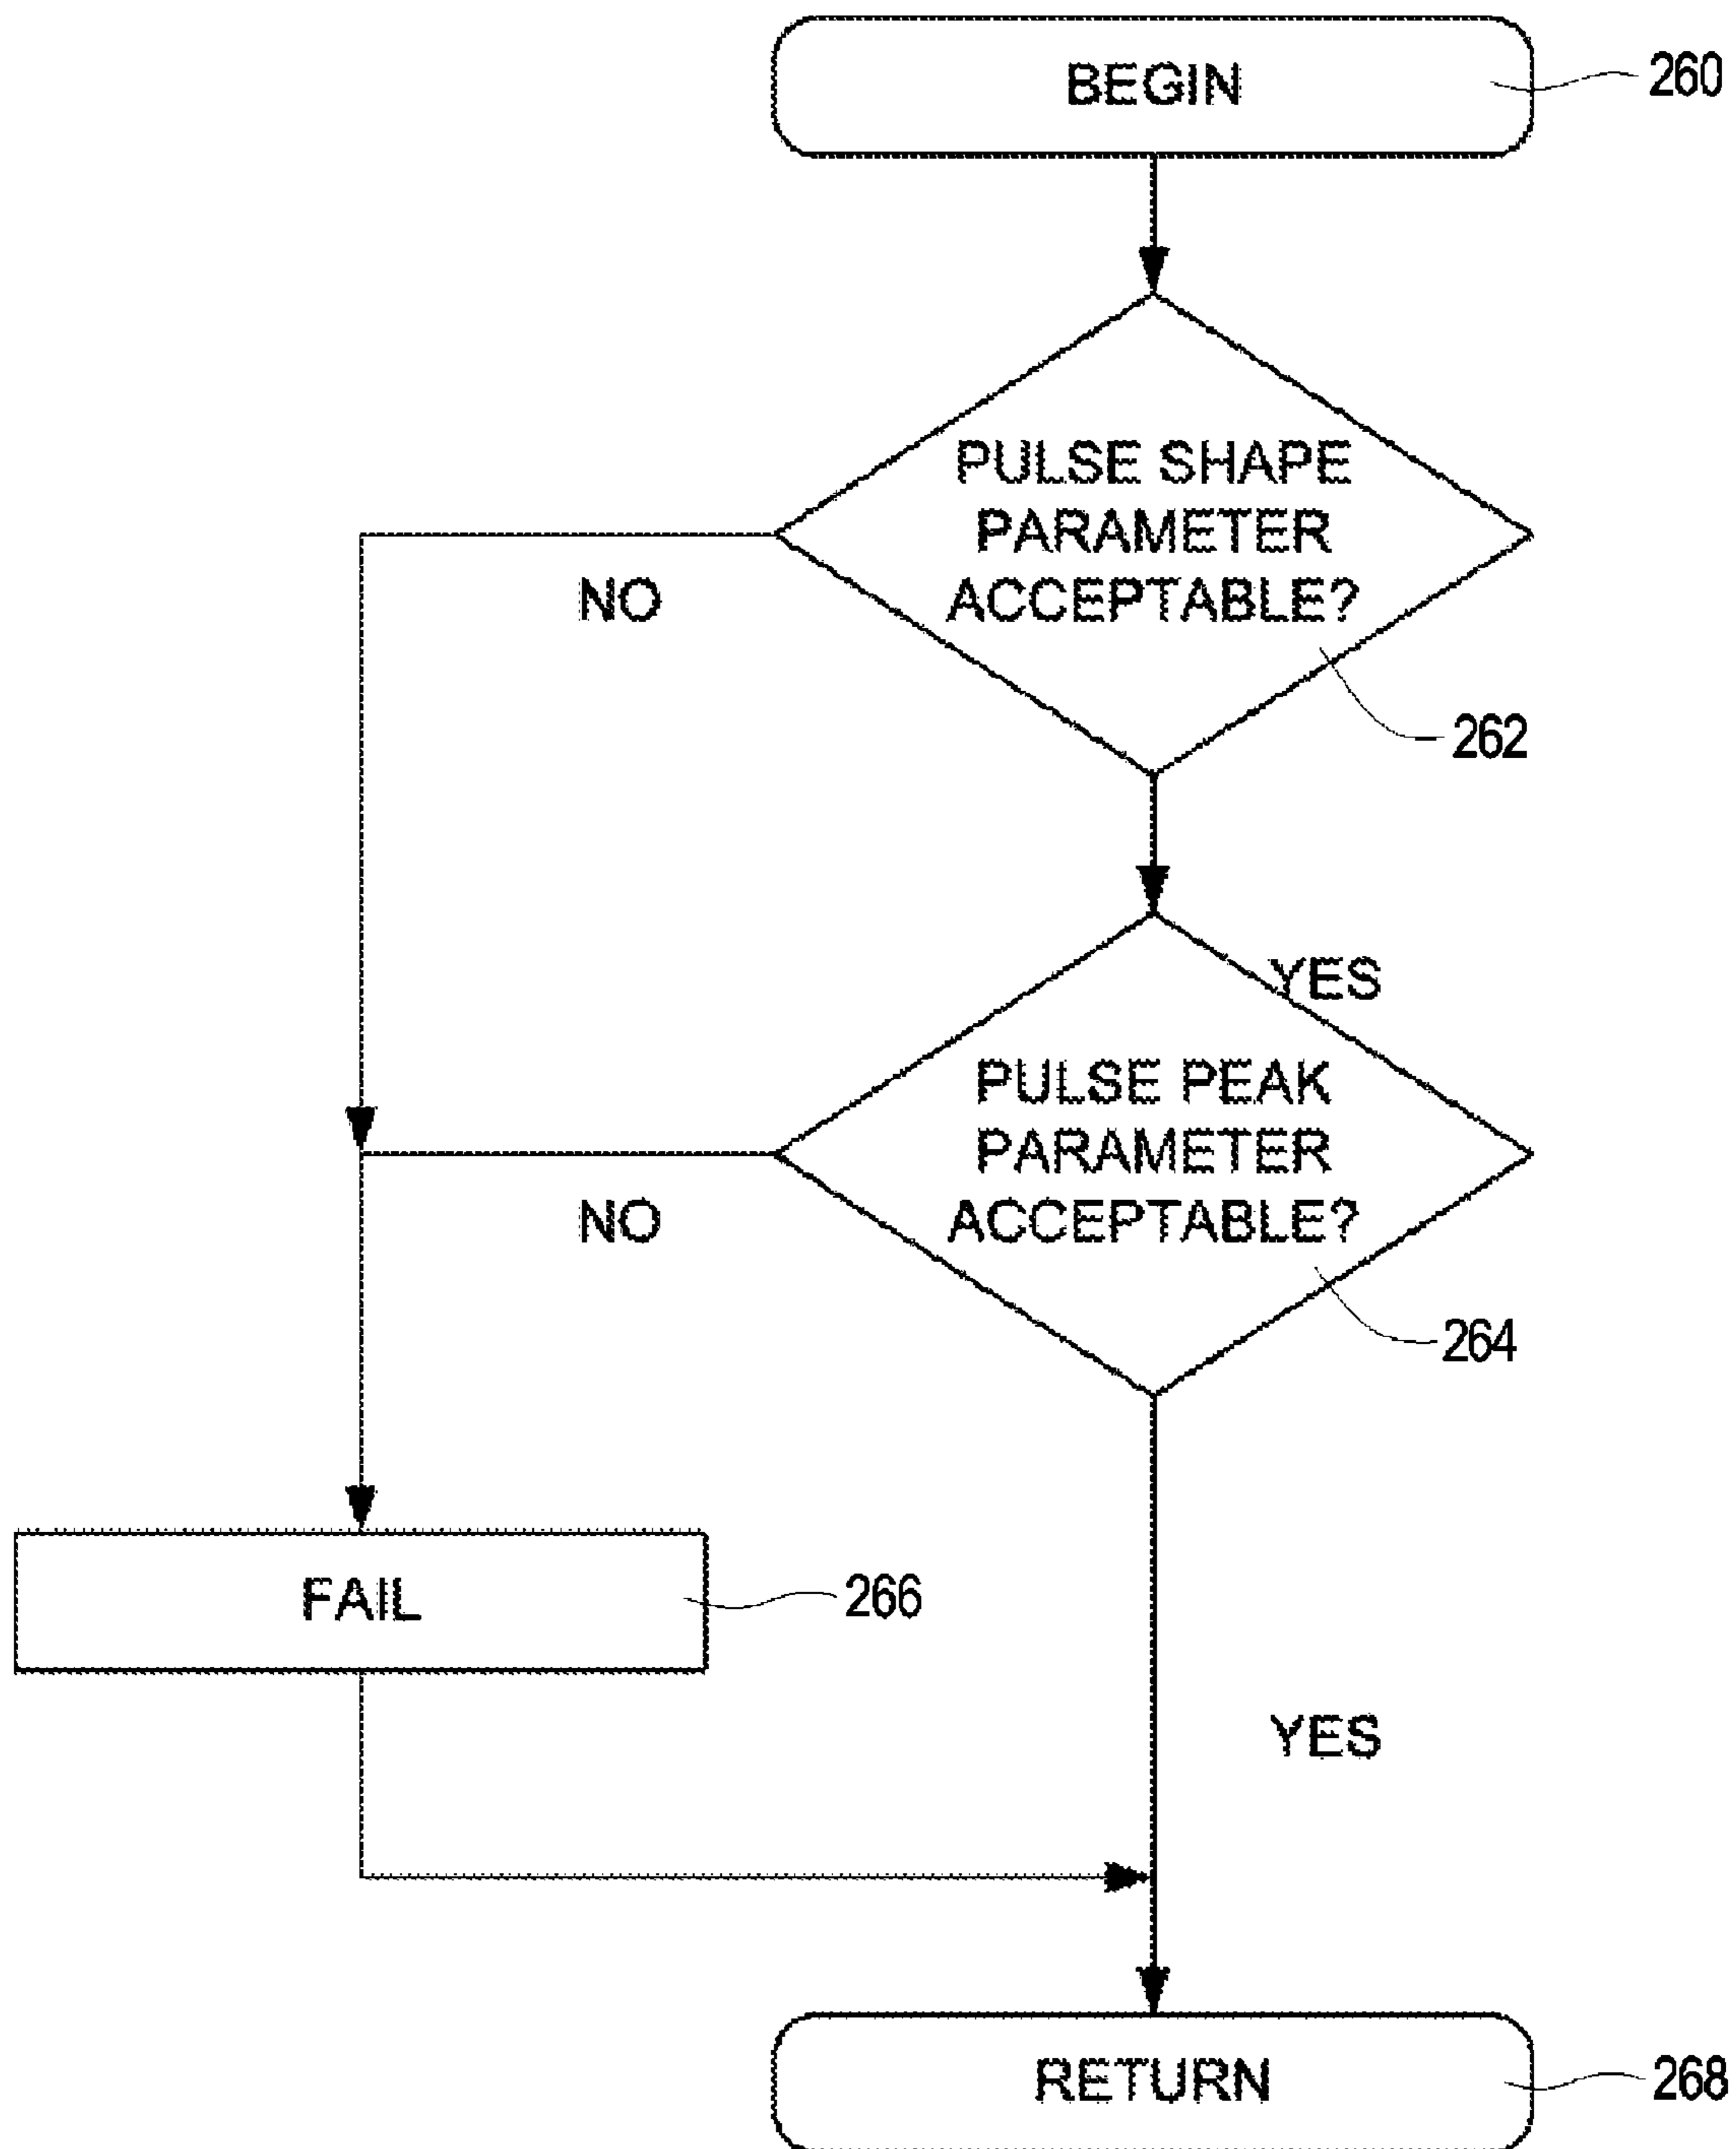 BEGIN
260
PULSE SHAPE
PARAMETER
ACCEPTABLE?
NO
262
YES
PULSE PEAK
PARAMETER
ACCEPTABLE?
NO
264
FAIL
266
YES
RETURN
268